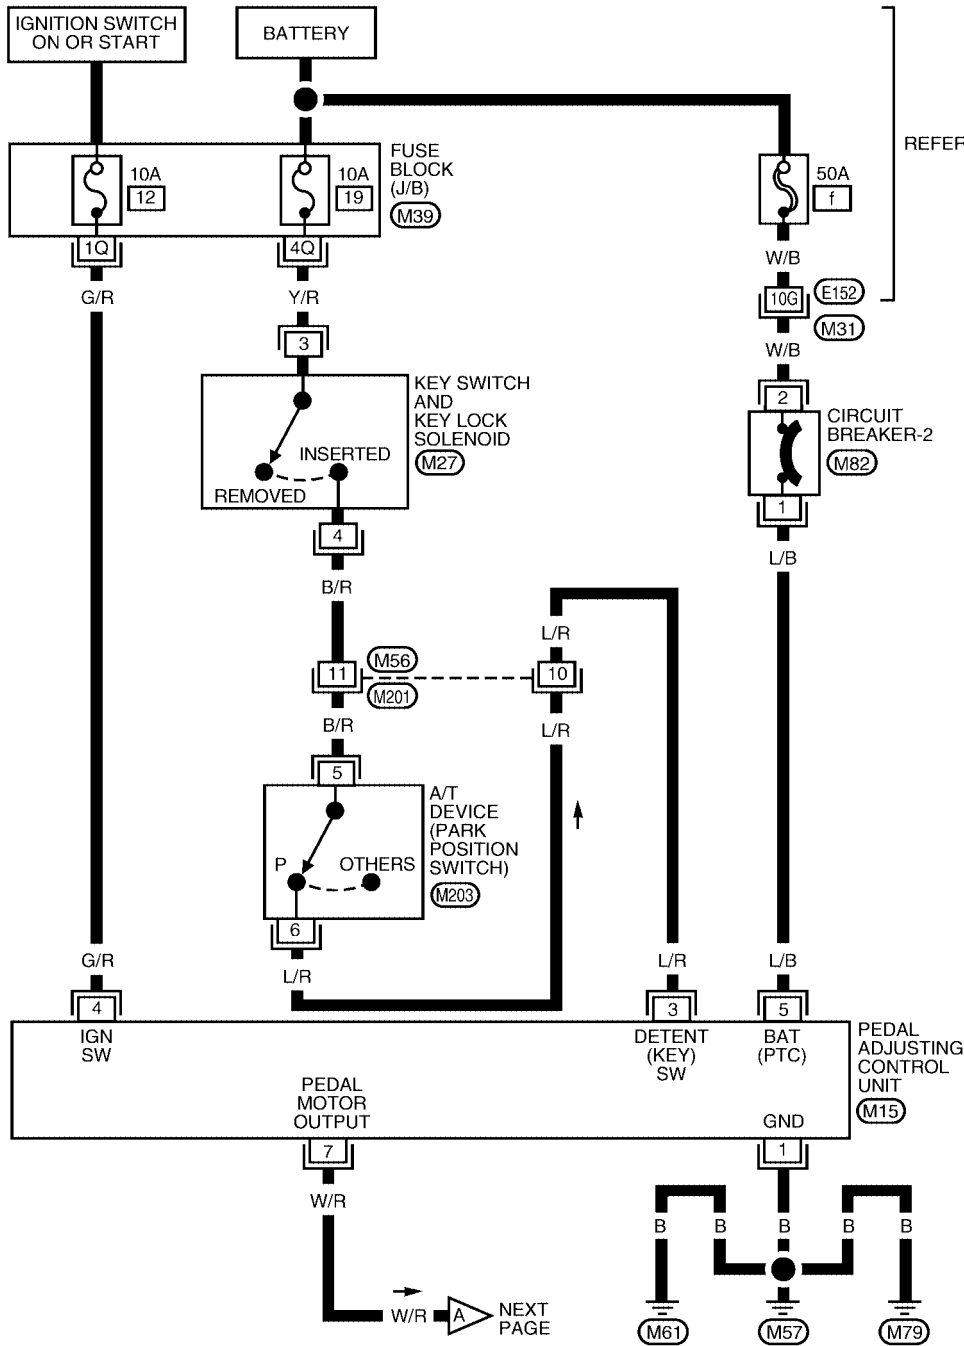 IGNITION SWITCH
ON OR START
BATTERY
REFER
FUSE
BLOCK
(J/B)
M39
10A
12
10A
19
50A
f
1Q
4Q
G/R
Y/R
W/B
10G
E152
M31
W/B
3
2
KEY SWITCH
AND
KEY LOCK
SOLENOID
M27
INSERTED
REMOVED
CIRCUIT
BREAKER-2
M82
4
1
B/R
L/B
L/R
11
M56
M201
10
B/R
L/R
5
A/T
DEVICE
(PARK
POSITION
SWITCH)
M203
P
OTHERS
6
L/R
G/R
L/R
L/B
4
3
5
IGN
SW
DETENT
(KEY)
SW
BAT
(PTC)
PEDAL
ADJUSTING
CONTROL
UNIT
M15
PEDAL
MOTOR
OUTPUT
GND
7
1
W/R
B
B
B
B
B
W/R
A
NEXT
PAGE
M61
M57
M79